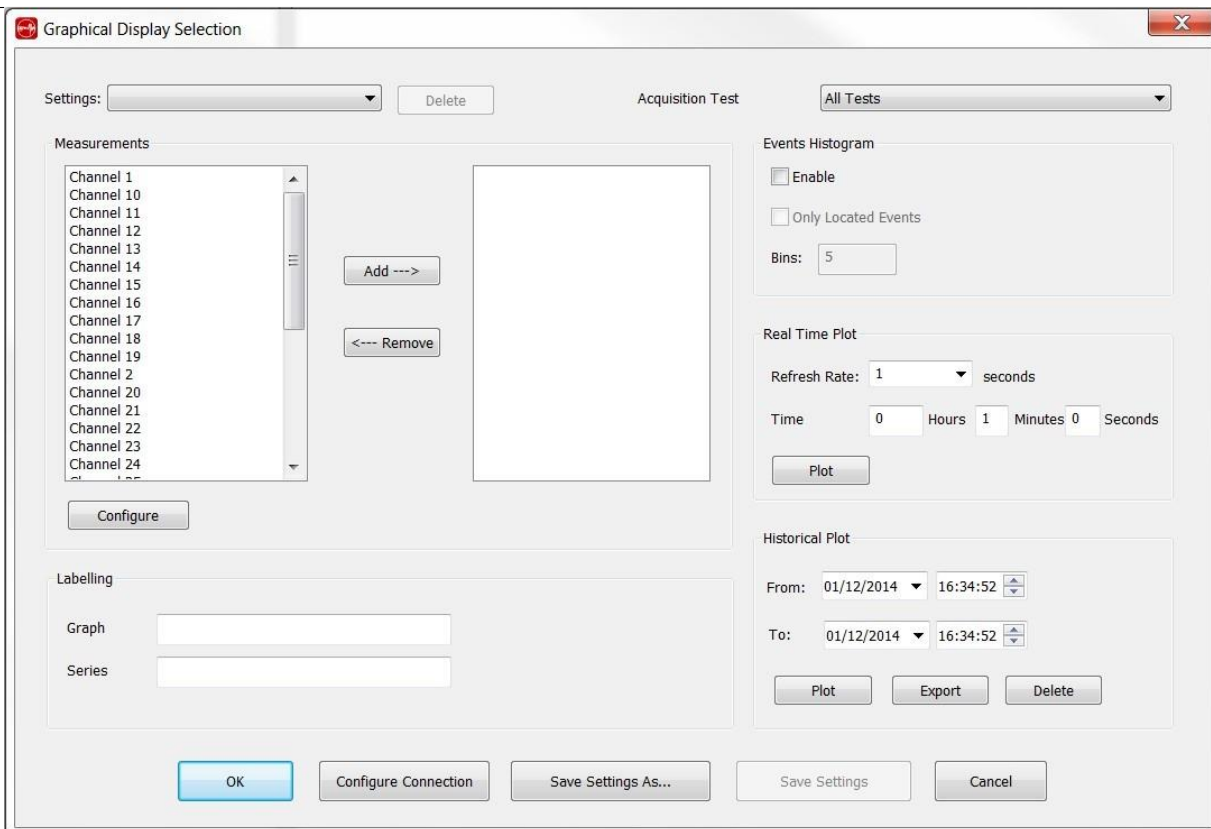 Graphical Display Selection
Settings:
Delete
Acquisition Test
All Tests
Measurements
Channel 1
Channel 10
Channel 11
Channel 12
Channel 13
Channel 14
Channel 15
Channel 16
Channel 17
Channel 18
Channel 19
Channel 2
Channel 20
Channel 21
Channel 22
Channel 23
Channel 24
Add --->
<--- Remove
Configure
Labelling
Graph
Series
Events Histogram
Enable
Only Located Events
Bins: 5
Real Time Plot
Refresh Rate: 1 seconds
Time 0 Hours 1 Minutes 0 Seconds
Plot
Historical Plot
From: 01/12/2014 16:34:52
To: 01/12/2014 16:34:52
Plot Export Delete
OK Configure Connection Save Settings As... Save Settings Cancel